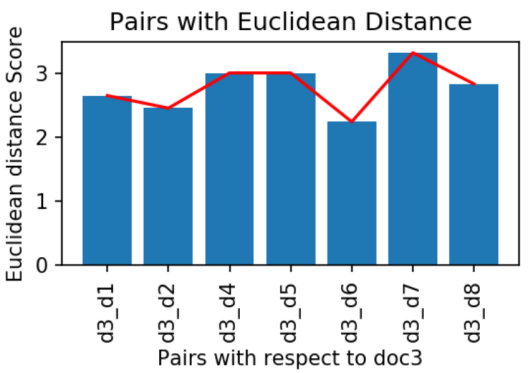 Pairs with Euclidean Distance
Euclidean distance Score
3
2
1
0
d3_d1
d3_d2
d3_d4
d3_d5
d3_d6
d3_d7
d3_d8
Pairs with respect to doc3